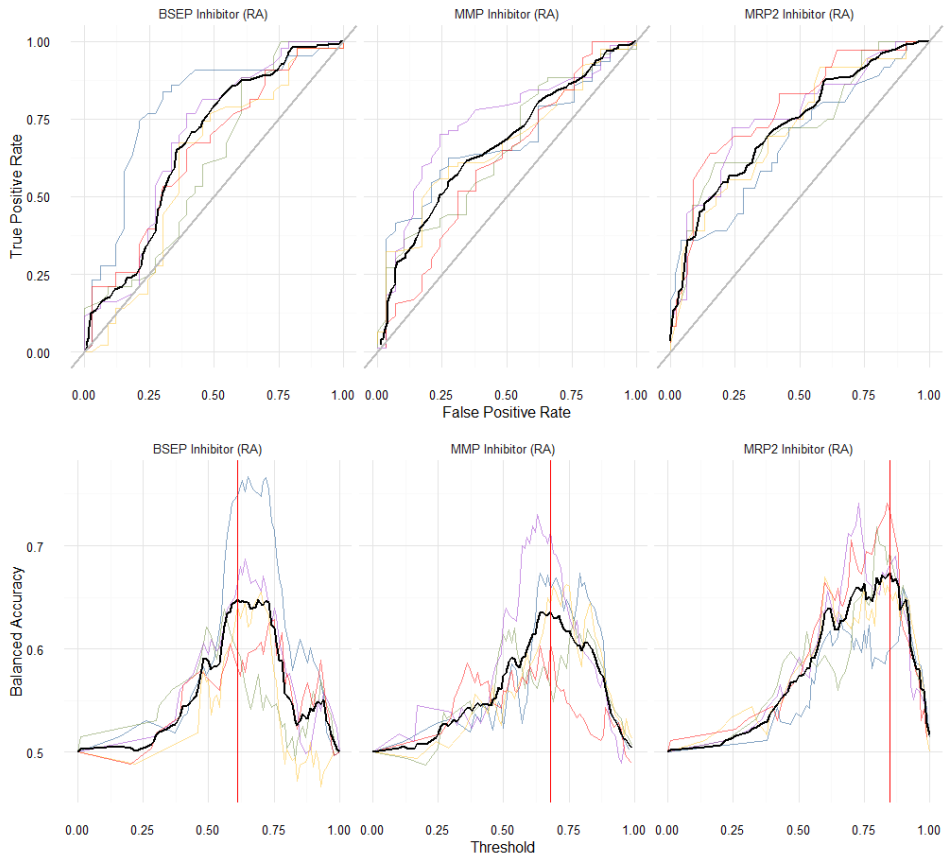 BSEP Inhibitor (RA) MMP Inhibitor (RA) MRP2 Inhibitor (RA)
1.00
0.75
0.50
0.25
0.00
True Positive Rate
0.00 0.25 0.50 0.75 1.00 0.00 0.25 0.50 0.75 1.00 0.00 0.25 0.50 0.75 1.00
False Positive Rate
BSEP Inhibitor (RA) MMP Inhibitor (RA) MRP2 Inhibitor (RA)
0.7
0.6
0.5
Balanced Accuracy
0.00 0.25 0.50 0.75 1.00 0.00 0.25 0.50 0.75 1.00 0.00 0.25 0.50 0.75 1.00
Threshold